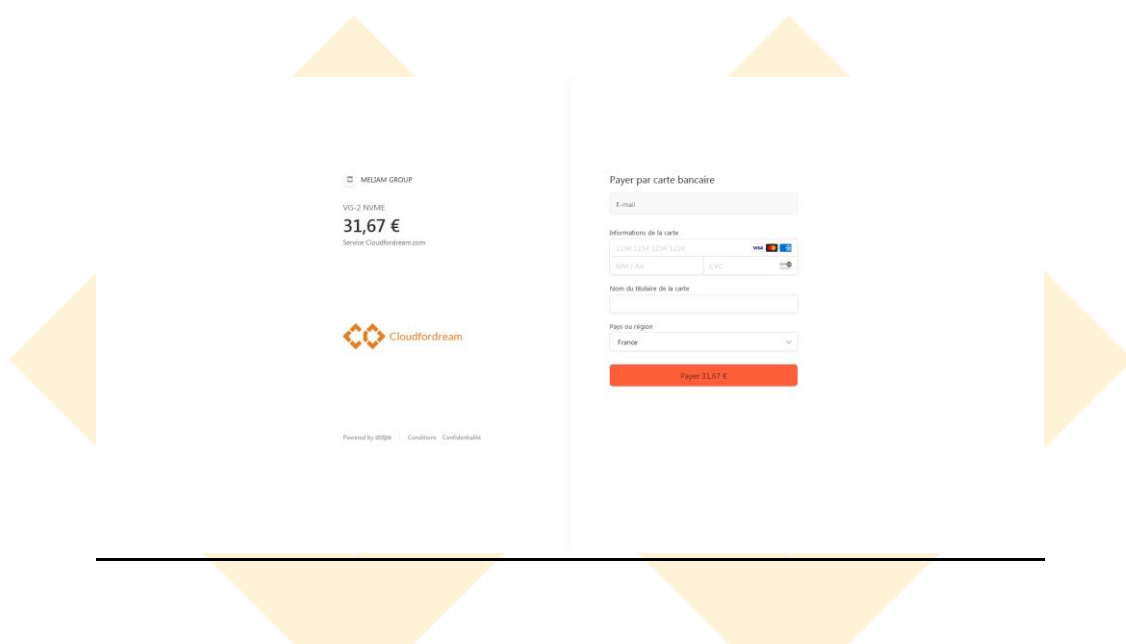 MELIAM GROUP
VG-2 NVME
31,67 €
Service Cloudfordream.com
Cloudfordream
Powered by stripe
Conditions Confidentialité
Payer par carte bancaire
E-mail
Informations de la carte
1234 1234 1234 1234 VISA
MM / AA CVC
Nom du titulaire de la carte
Pays ou région
France
Payer 31,67 €